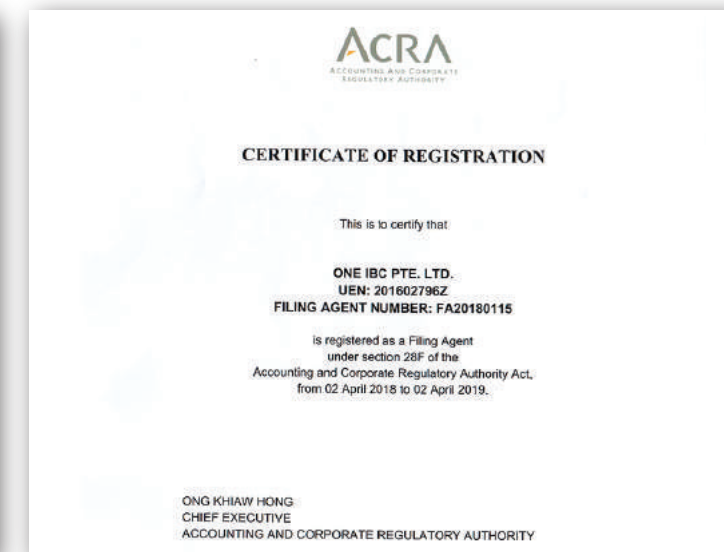 ACRA
ACCOUNTING AND CORPORATE
REGULATORY AUTHORITY
CERTIFICATE OF REGISTRATION
This is to certify that
ONE IBC PTE. LTD.
UEN: 201602796Z
FILING AGENT NUMBER: FA20180115
is registered as a Filing Agent
under section 28F of the
Accounting and Corporate Regulatory Authority Act,
from 02 April 2018 to 02 April 2019.
ONG KHIAW HONG
CHIEF EXECUTIVE
ACCOUNTING AND CORPORATE REGULATORY AUTHORITY